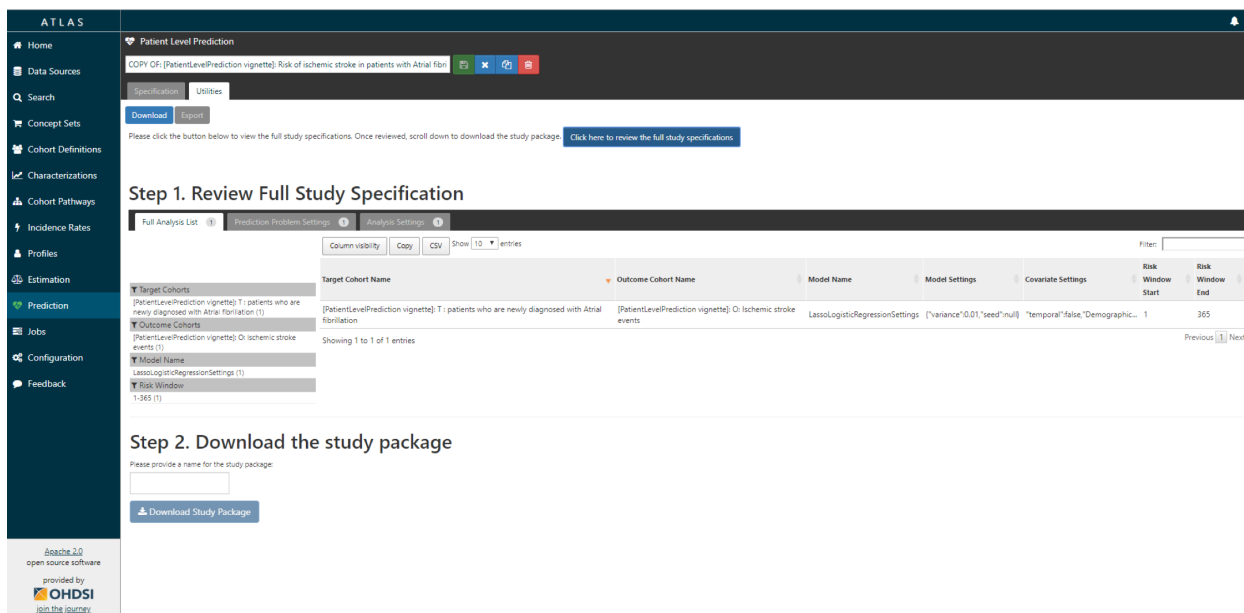 ATLAS
Home
Data Sources
Search
Concept Sets
Cohort Definitions
Characterizations
Cohort Pathways
Incidence Rates
Profiles
Estimation
Prediction
Jobs
Configuration
Feedback
Apache 2.0
open source software
provided by
OHDSI
join the journey
Patient Level Prediction
COPY OF: [PatientLevelPrediction vignette]: Risk of ischemic stroke in patients with Atrial fibri
Specification Utilities
Download Export
Please click the button below to view the full study specifications. Once reviewed, scroll down to download the study package. Click here to review the full study specifications
Step 1. Review Full Study Specification
Full Analysis List 1 Prediction Problem Settings 1 Analysis Settings 1
Column visibility Copy CSV Show 10 entries Filter:
Target Cohorts
[PatientLevelPrediction vignette]: T : patients who are
newly diagnosed with Atrial fibrillation (1)
Outcome Cohorts
[PatientLevelPrediction vignette]: O: Ischemic stroke
events (1)
Model Name
LassoLogisticRegressionSettings (1)
Risk Window
1-365 (1)
Target Cohort Name Outcome Cohort Name Model Name Model Settings Covariate Settings Risk Window Start Risk Window End
[PatientLevelPrediction vignette]: T : patients who are newly diagnosed with Atrial fibrillation [PatientLevelPrediction vignette]: O: Ischemic stroke events LassoLogisticRegressionSettings {"variance":0.01,"seed":null} "temporal":false,"Demographic... 1 365
Showing 1 to 1 of 1 entries Previous 1 Next
Step 2. Download the study package
Please provide a name for the study package:
Download Study Package